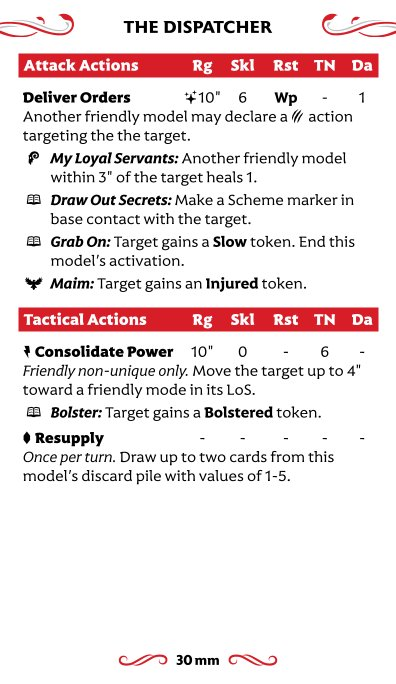 THE DISPATCHER
Attack Actions Rg Skl Rst TN Da
Deliver Orders 10" 6 Wp - 1
Another friendly model may declare a action
targeting the the target.
My Loyal Servants: Another friendly model
within 3" of the target heals 1.
Draw Out Secrets: Make a Scheme marker in
base contact with the target.
Grab On: Target gains a Slow token. End this
model's activation.
Maim: Target gains an Injured token.
Tactical Actions Rg Skl Rst TN Da
Consolidate Power 10" 0 - 6 -
Friendly non-unique only. Move the target up to 4"
toward a friendly mode in its LoS.
Bolster: Target gains a Bolstered token.
Resupply - - - - -
Once per turn. Draw up to two cards from this
model's discard pile with values of 1-5.
30 mm